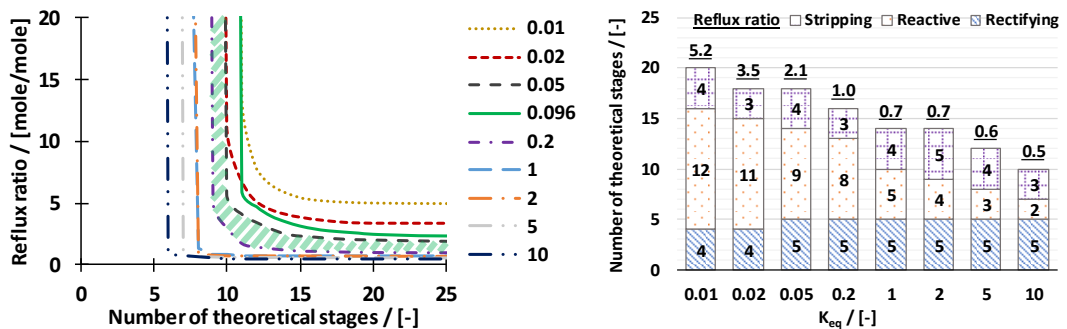 Reflux ratio / [mole/mole]
20
15
10
5
0
0 5 10 15 20 25
Number of theoretical stages / [-]
0.01
0.02
0.05
0.096
0.2
1
2
5
10
Reflux ratio Stripping Reactive Rectifying
Number of theoretical stages / [-]
25
20
15
10
5
0
5.2 3.5 2.1 1.0 0.7 0.7 0.6 0.5
4 3 4 3 4 5 4 3
12 11 9 8 5 4 3 2
4 4 5 5 5 5 5 5
0.01 0.02 0.05 0.2 1 2 5 10
Keq / [-]